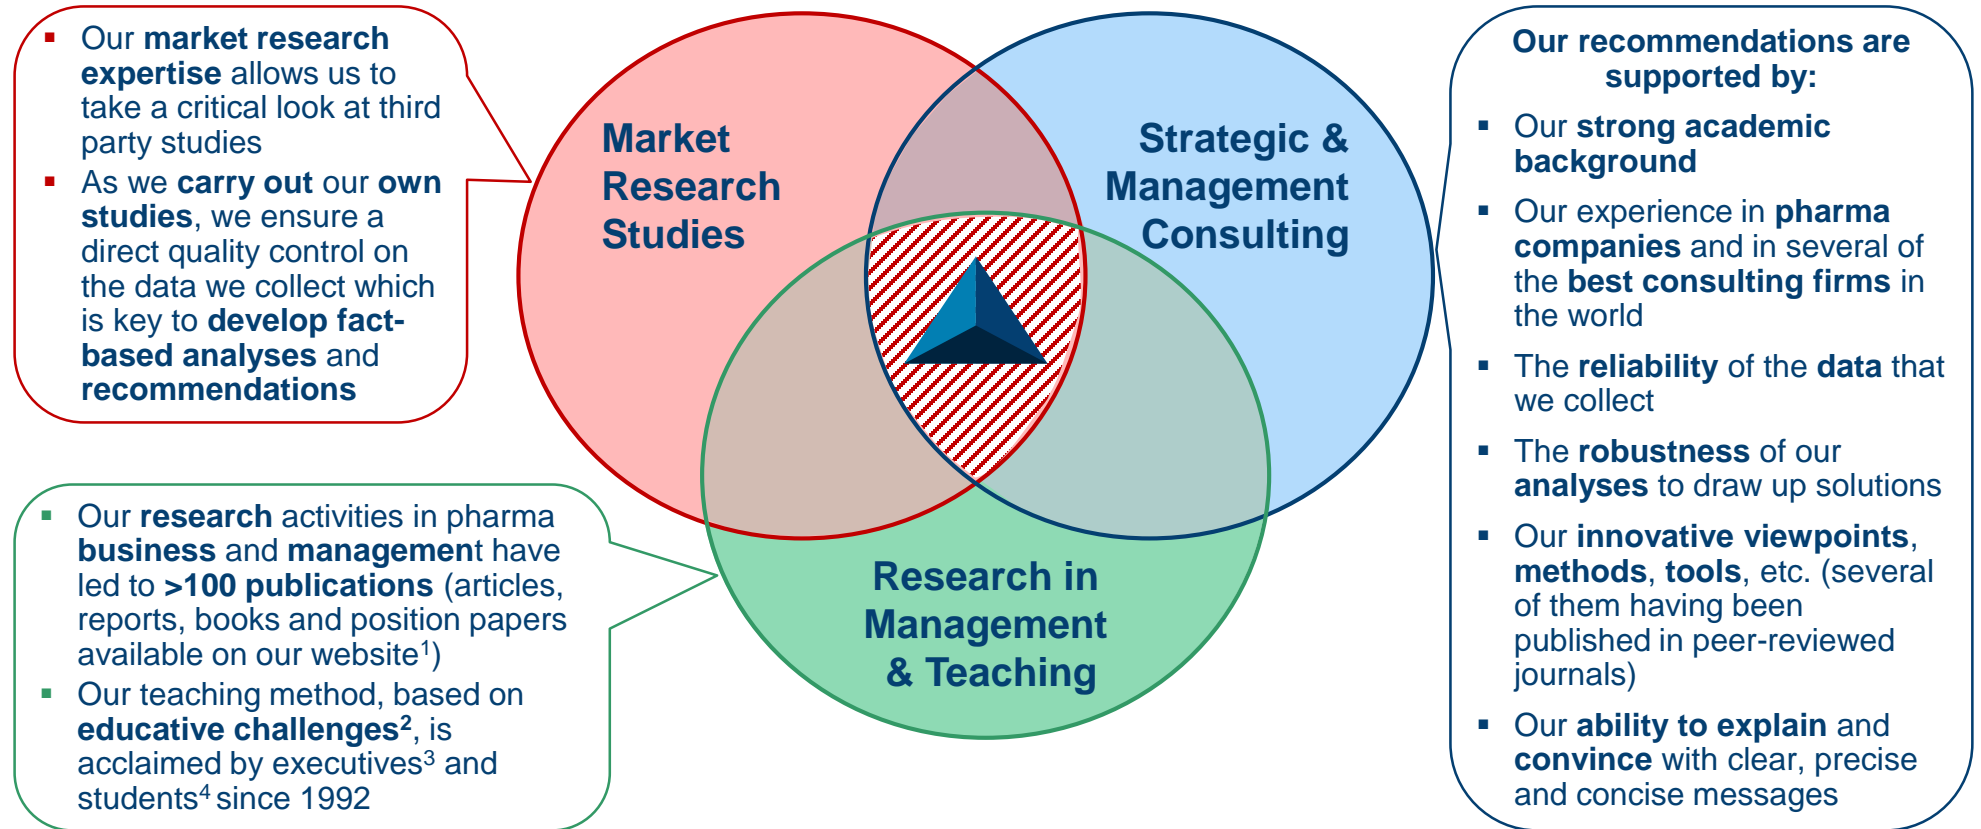 ▪ Our market research
expertise allows us to
take a critical look at third
party studies
▪ As we carry out our own
studies, we ensure a
direct quality control on
the data we collect which
is key to develop fact-
based analyses and
recommendations
Market
Research
Studies
Strategic &
Management
Consulting
Research in
Management
& Teaching
▪ Our research activities in pharma
business and management have
led to >100 publications (articles,
reports, books and position papers
available on our website¹)
▪ Our teaching method, based on
educative challenges², is
acclaimed by executives³ and
students⁴ since 1992
Our recommendations are
supported by:
▪ Our strong academic
background
▪ Our experience in pharma
companies and in several of
the best consulting firms in
the world
▪ The reliability of the data that
we collect
▪ The robustness of our
analyses to draw up solutions
▪ Our innovative viewpoints,
methods, tools, etc. (several
of them having been
published in peer-reviewed
journals)
▪ Our ability to explain and
convince with clear, precise
and concise messages